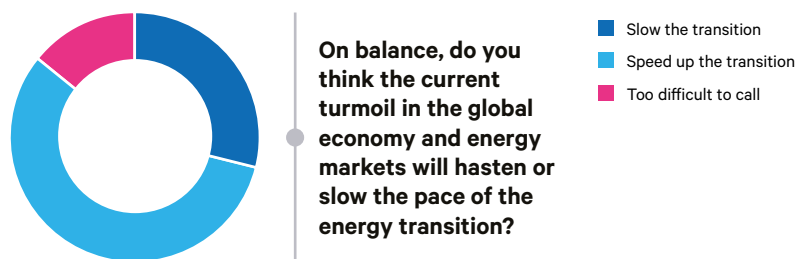 On balance, do you
think the current
turmoil in the global
economy and energy
markets will hasten or
slow the pace of the
energy transition?
Slow the transition
Speed up the transition
Too difficult to call